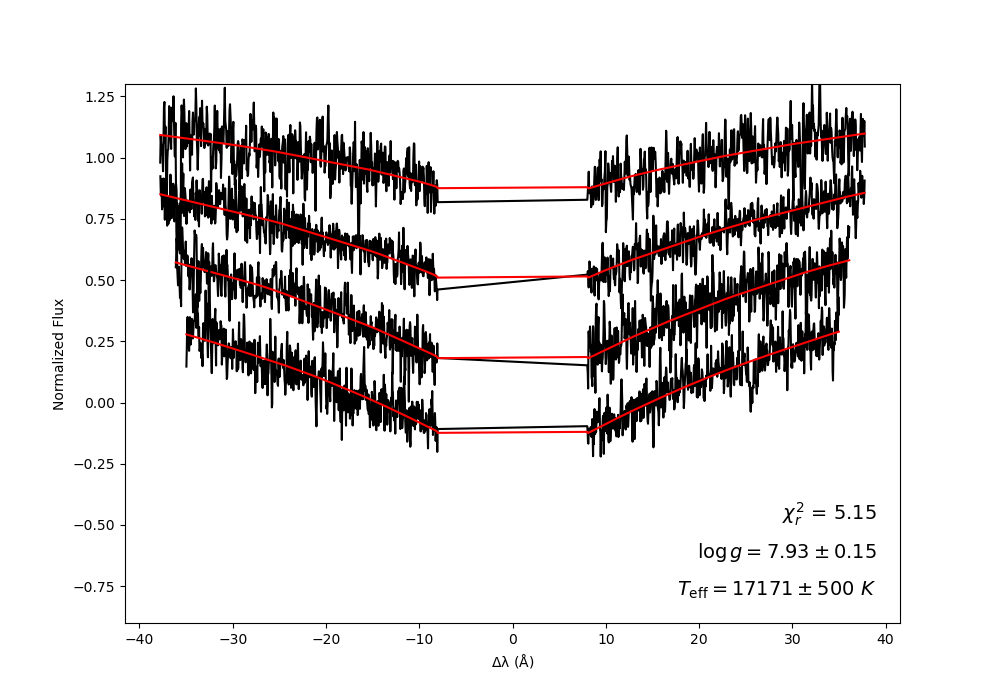 1.25
1.00
0.75
0.50
0.25
0.00
−0.25
−0.50
−0.75
Normalized Flux
χ²ᵣ = 5.15
log g = 7.93 ± 0.15
T_eff = 17171 ± 500 K
−40 −30 −20 −10 0 10 20 30 40
Δλ (Å)